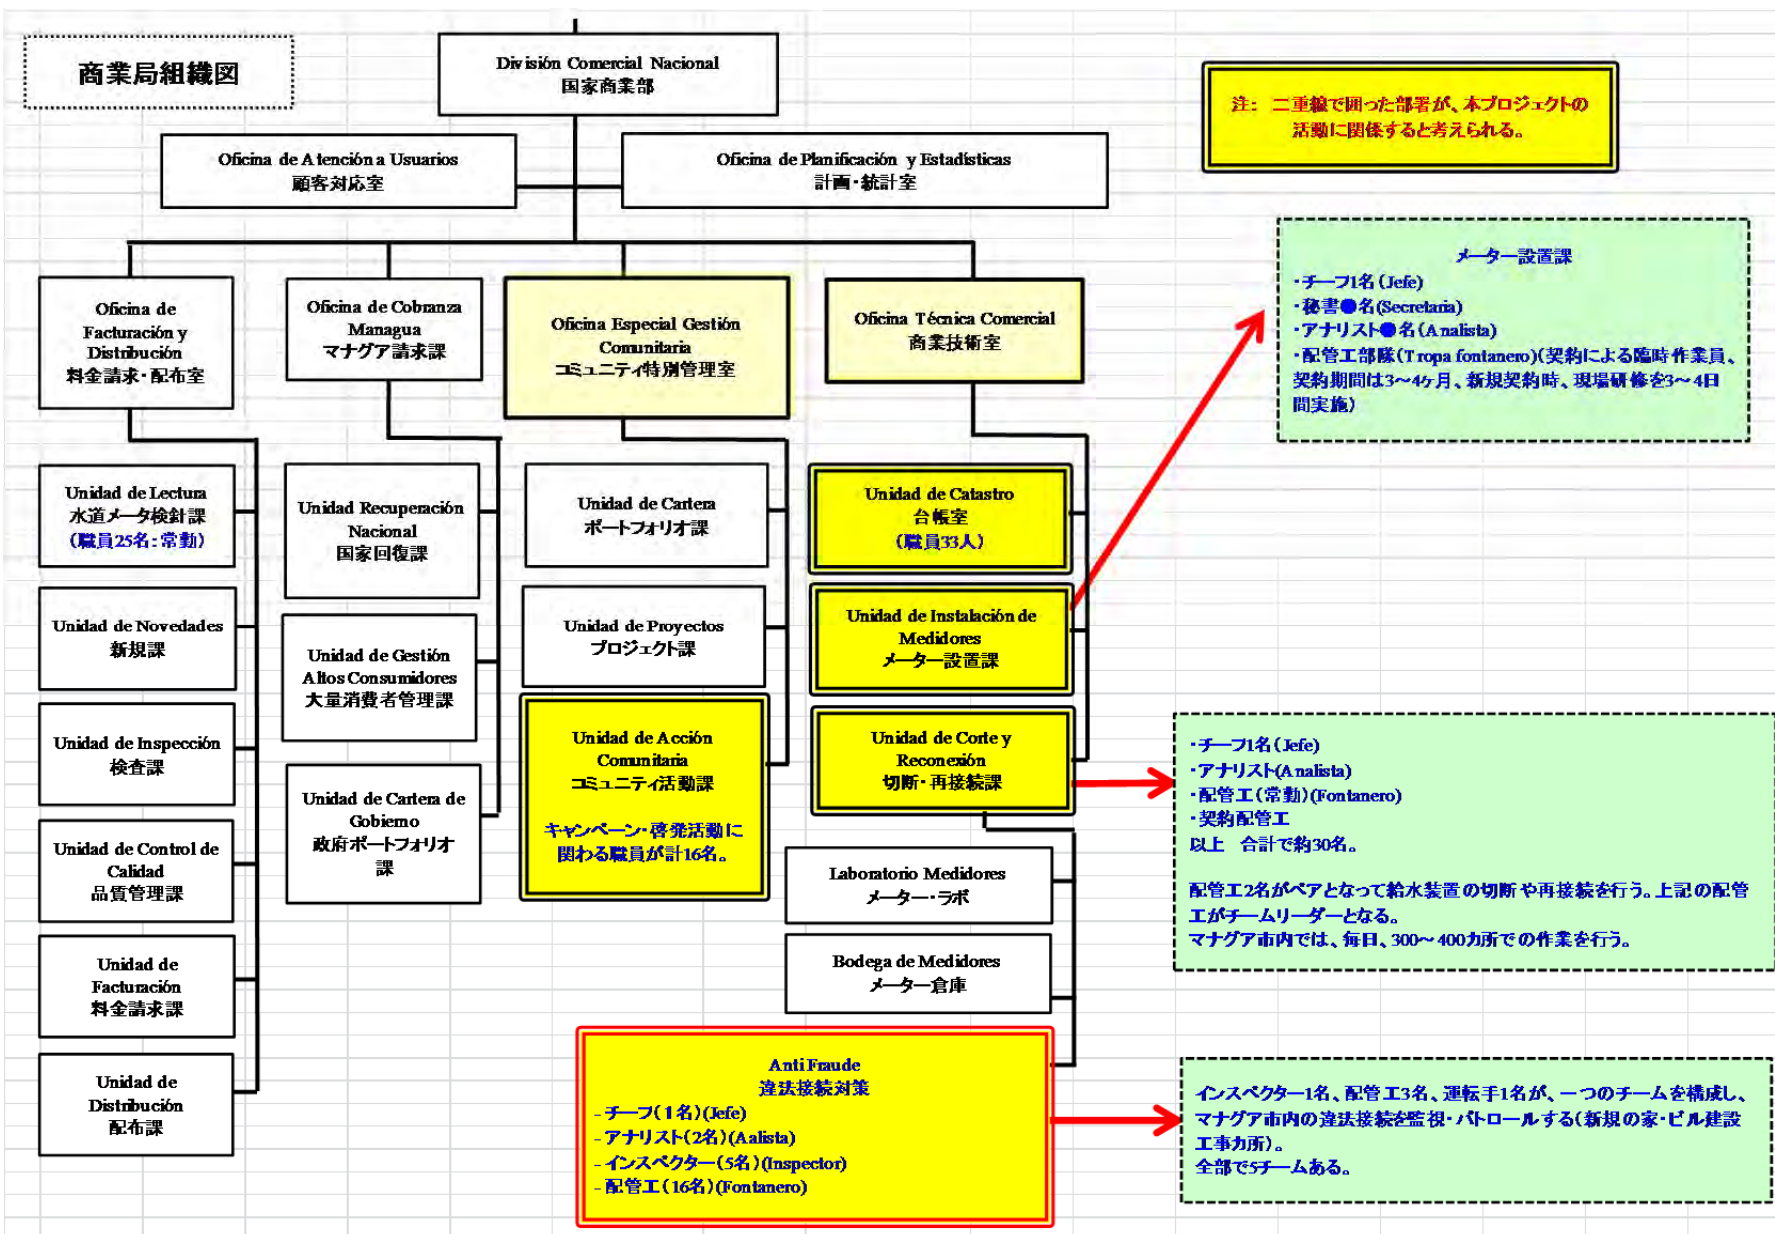 商業局組織図
División Comercial Nacional
国家商業部
注: 二重線で囲った部署が、本プロジェクトの
活動に関係すると考えられる。
Oficina de Atención a Usuarios
顧客対応室
Oficina de Planificación y Estadísticas
計画・統計室
Oficina de
Facturación y
Distribución
料金請求・配布室
Oficina de Cobranza
Managua
マナグア請求課
Oficina Especial Gestión
Comunitaria
コミュニティ特別管理室
Oficina Técnica Comercial
商業技術室
メーター設置課
・チーフ1名(Jefe)
・秘書●名(Secretaria)
・アナリスト●名(Analista)
・配管工部隊(Tropa fontanero)(契約による臨時作業員、
契約期間は3~4ヶ月、新規契約時、現場研修を3~4日
間実施)
Unidad de Lectura
水道メータ検針課
(職員25名:常勤)
Unidad de Novedades
新規課
Unidad de Inspección
検査課
Unidad de Control de
Calidad
品質管理課
Unidad de
Facturación
料金請求課
Unidad de
Distribución
配布課
Unidad Recuperación
Nacional
国家回復課
Unidad de Gestión
Altos Consumidores
大量消費者管理課
Unidad de Cartera de
Gobierno
政府ポートフォリオ
課
Unidad de Cartera
ポートフォリオ課
Unidad de Proyectos
プロジェクト課
Unidad de Acción
Comunitaria
コミュニティ活動課
キャンペーン・啓発活動に
関わる職員が計16名。
Unidad de Catastro
台帳室
(職員33人)
Unidad de Instalación de
Medidores
メーター設置課
Unidad de Corte y
Reconexión
切断・再接続課
Laboratorio Medidores
メーター・ラボ
Bodega de Medidores
メーター倉庫
Anti Fraude
違法接続対策
- チーフ(1名)(Jefe)
- アナリスト(2名)(Aalista)
- インスペクター(5名)(Inspector)
- 配管工(16名)(Fontanero)
・チーフ1名(Jefe)
・アナリスト(Analista)
・配管工(常勤)(Fontanero)
・契約配管工
以上 合計で約30名。
配管工2名がペアとなって給水装置の切断や再接続を行う。上記の配管
工がチームリーダーとなる。
マナグア市内では、毎日、300~400カ所での作業を行う。
インスペクター1名、配管工3名、運転手1名が、一つのチームを構成し、
マナグア市内の違法接続を監視・パトロールする(新規の家・ビル建設
工事カ所)。
全部で5チームある。